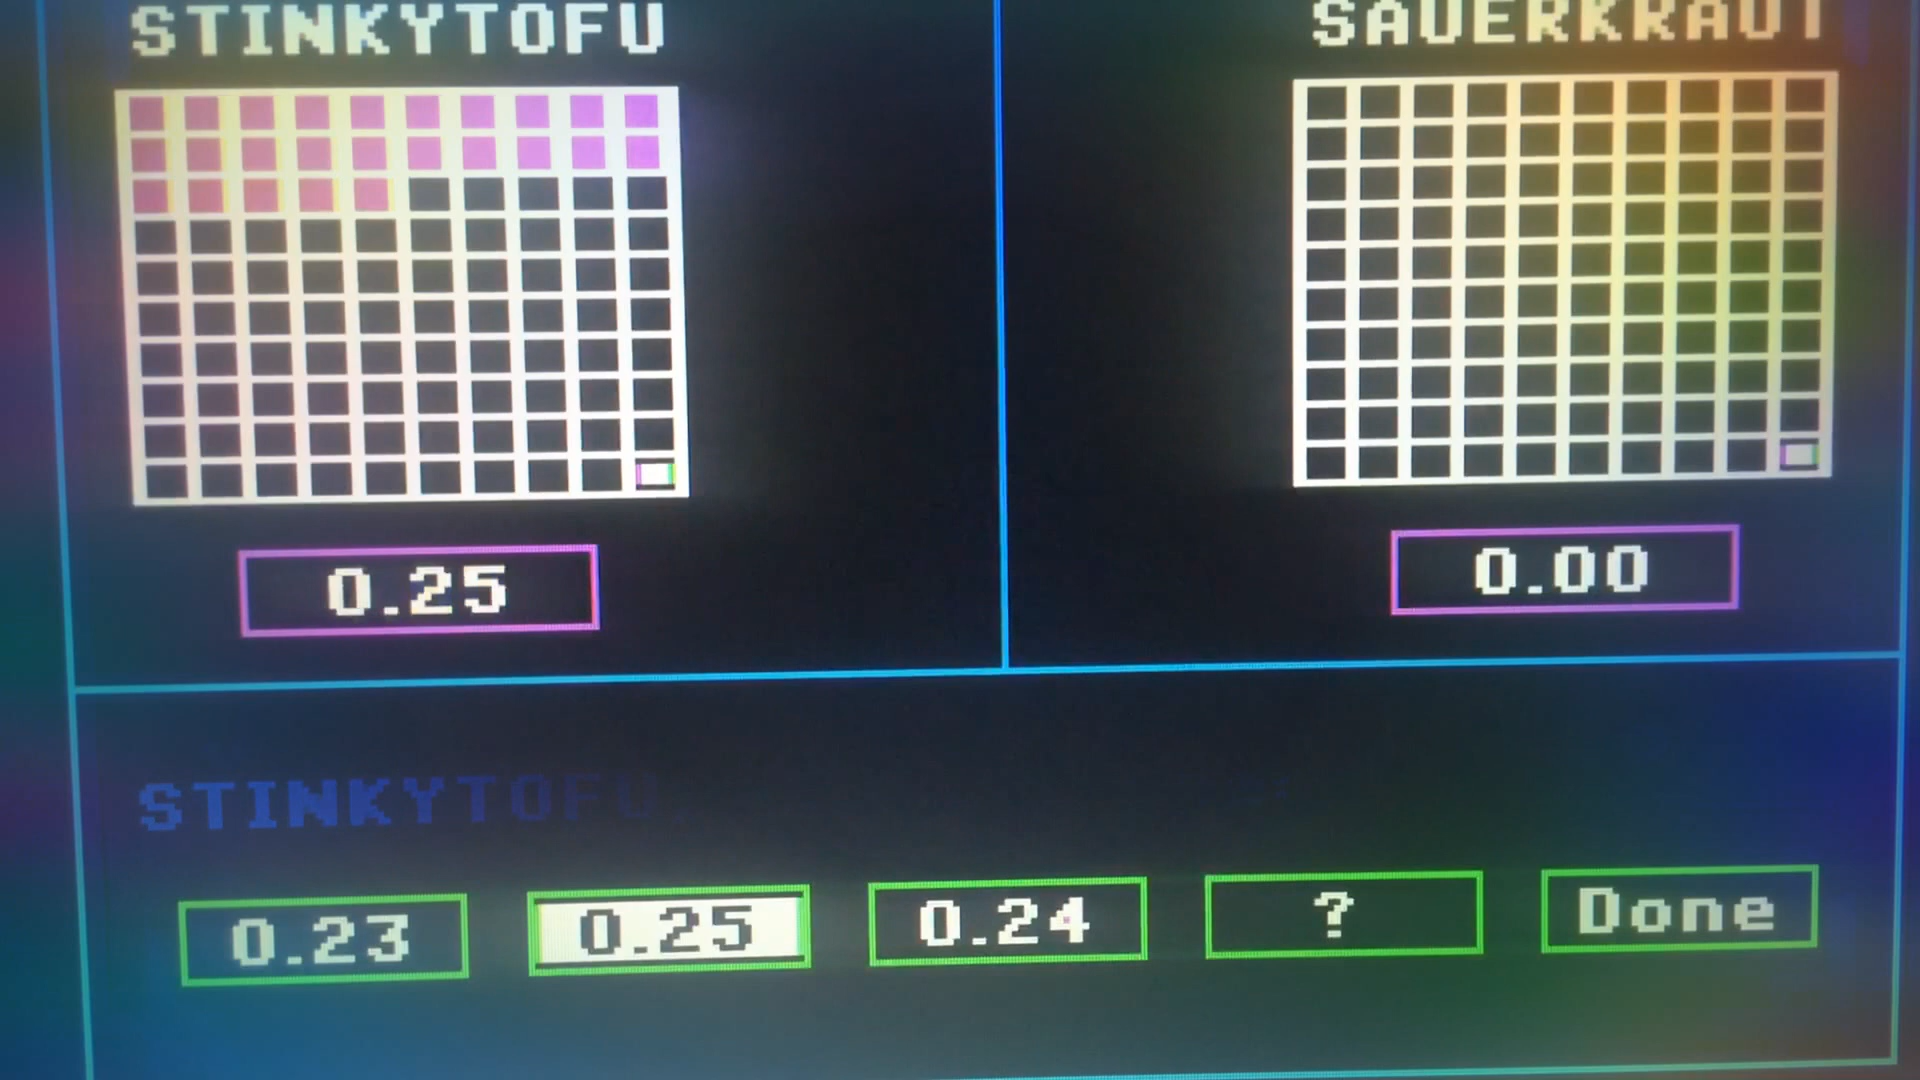 STINKYTOFU
SAUERKRAUT
0.25
0.00
STINKYTOFU
0.23
0.25
0.24
?
Done